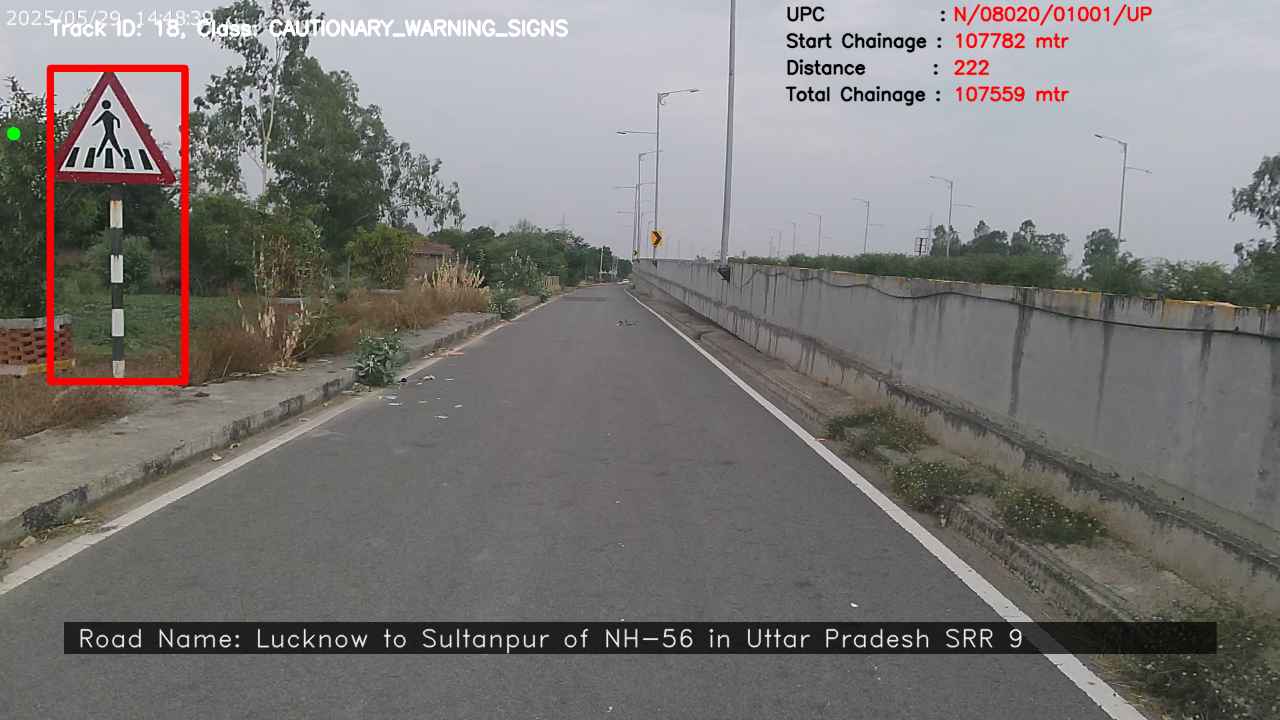 2025/05/29 14:48:39
Track ID: 18, Class: CAUTIONARY_WARNING_SIGNS
UPC : N/08020/01001/UP
Start Chainage : 107782 mtr
Distance : 222
Total Chainage : 107559 mtr
Road Name: Lucknow to Sultanpur of NH-56 in Uttar Pradesh SRR 9